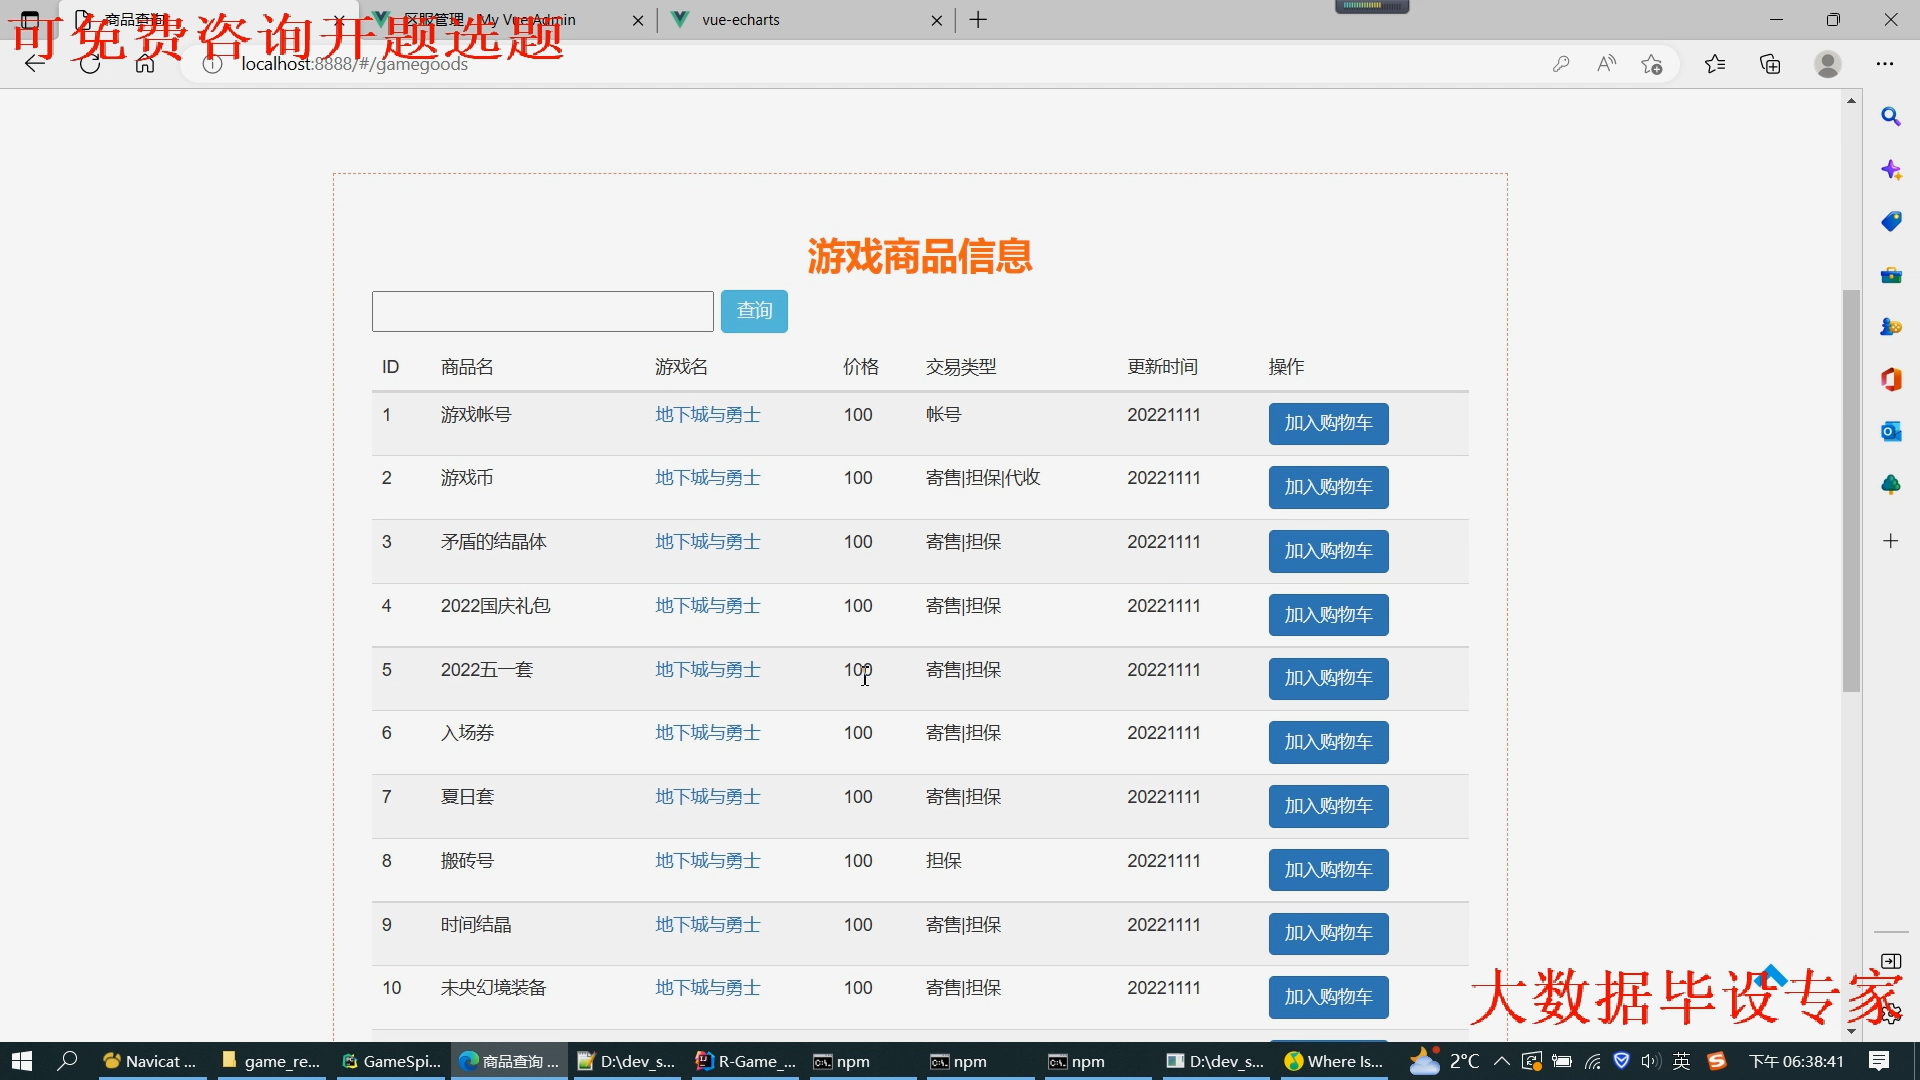 商品查询
区服管理 - My Vue Admin
vue-echarts
可免费咨询开题选题
localhost:8888/#/gamegoods
游戏商品信息
查询
ID 商品名 游戏名 价格 交易类型 更新时间 操作
1 游戏帐号 地下城与勇士 100 帐号 20221111 加入购物车
2 游戏币 地下城与勇士 100 寄售|担保|代收 20221111 加入购物车
3 矛盾的结晶体 地下城与勇士 100 寄售|担保 20221111 加入购物车
4 2022国庆礼包 地下城与勇士 100 寄售|担保 20221111 加入购物车
5 2022五一套 地下城与勇士 100 寄售|担保 20221111 加入购物车
6 入场券 地下城与勇士 100 寄售|担保 20221111 加入购物车
7 夏日套 地下城与勇士 100 寄售|担保 20221111 加入购物车
8 搬砖号 地下城与勇士 100 担保 20221111 加入购物车
9 时间结晶 地下城与勇士 100 寄售|担保 20221111 加入购物车
10 未央幻境装备 地下城与勇士 100 寄售|担保 20221111 加入购物车
大数据毕设专家
Navicat ... game_re... GameSpi... 商品查询 ... D:\dev_s... R-Game_... npm npm npm D:\dev_s... Where Is... 2°C 英 下午 06:38:41